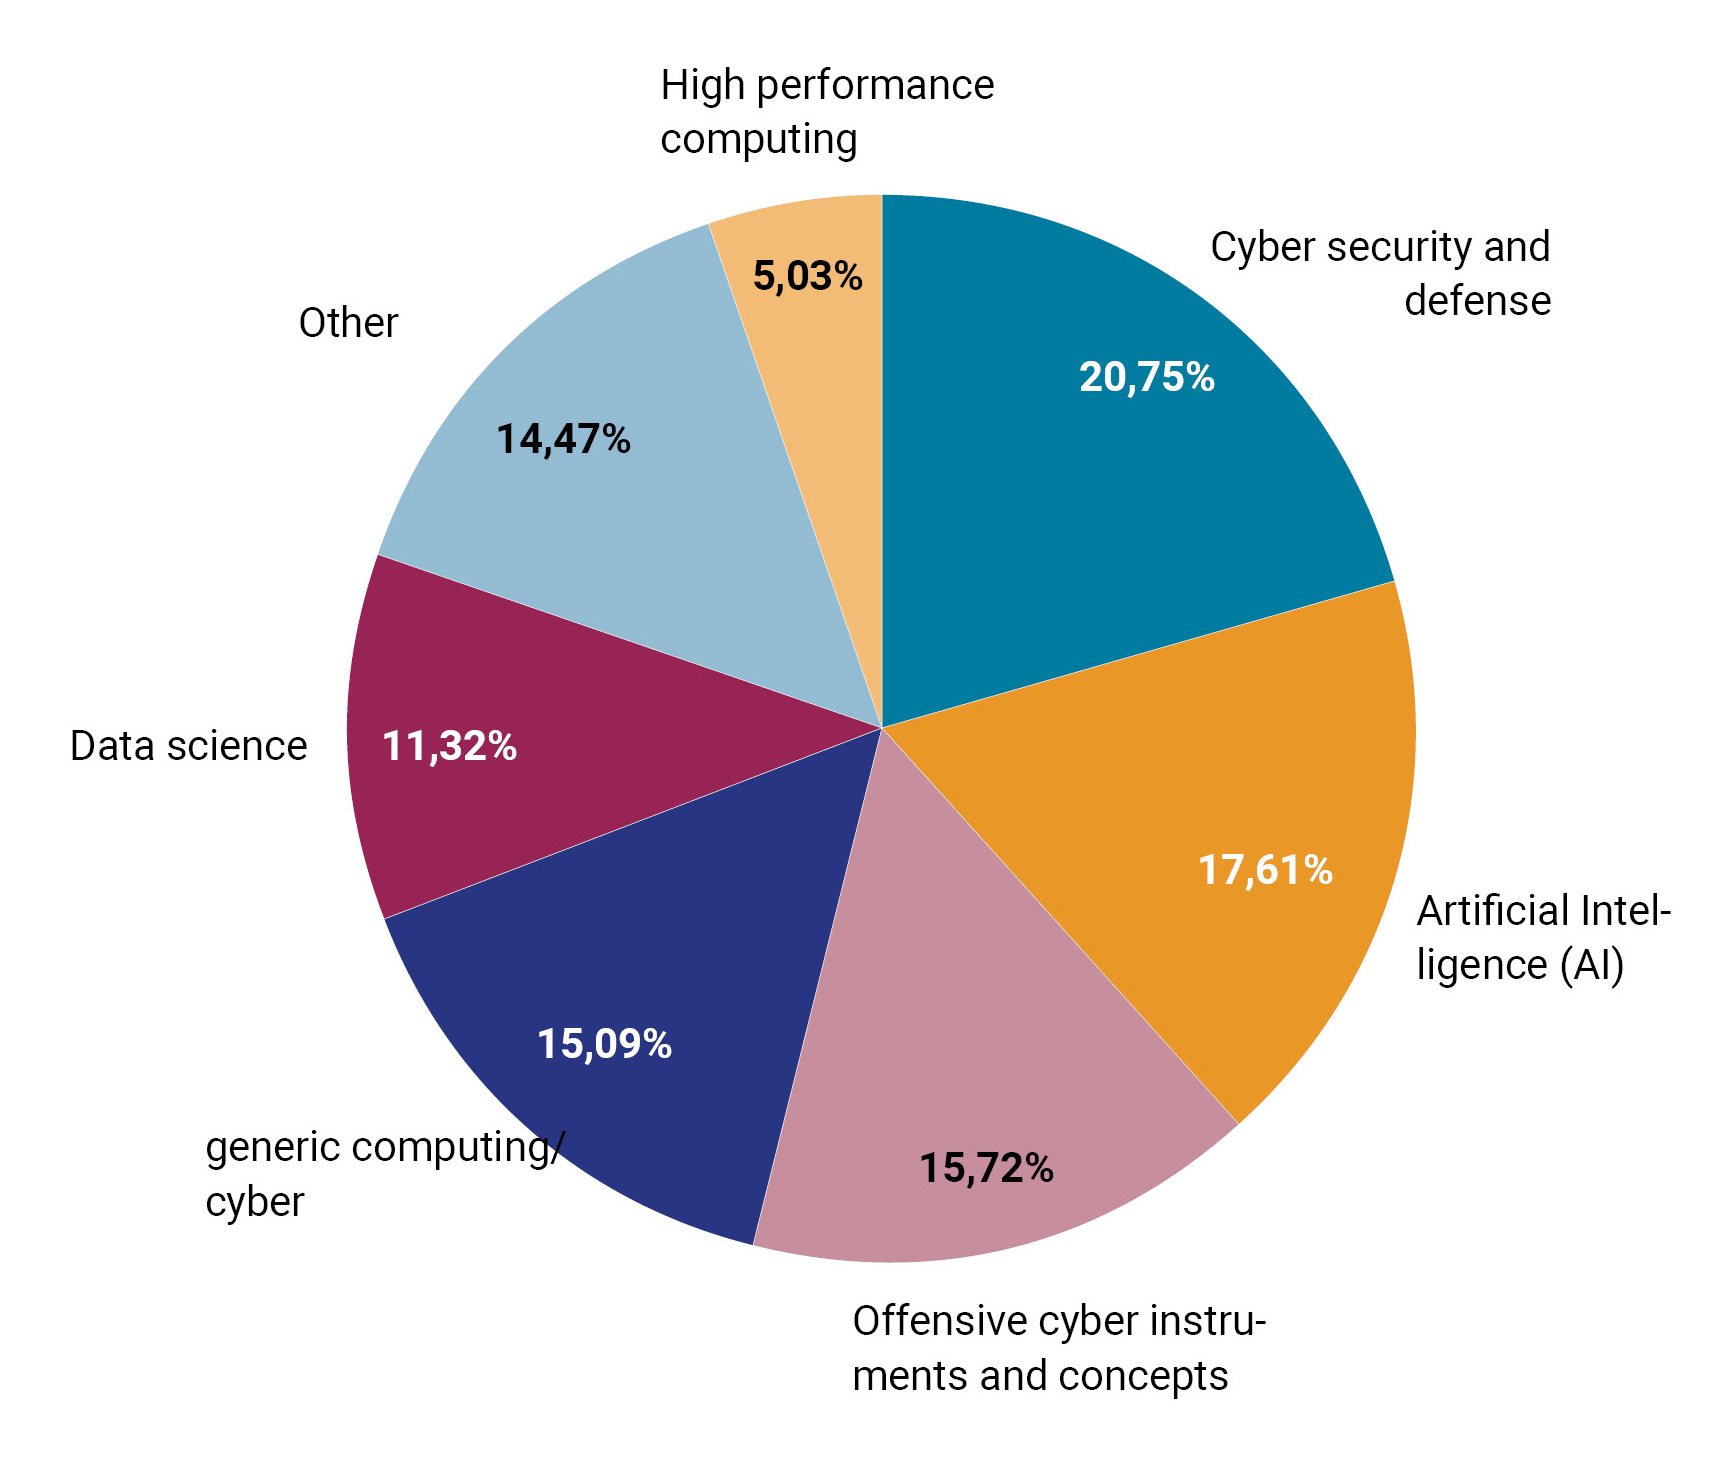 High performance
computing
5,03%
Cyber security and
defense
20,75%
Other
14,47%
Data science
11,32%
17,61%
Artificial Intel-
ligence (AI)
15,09%
generic computing/
cyber
15,72%
Offensive cyber instru-
ments and concepts